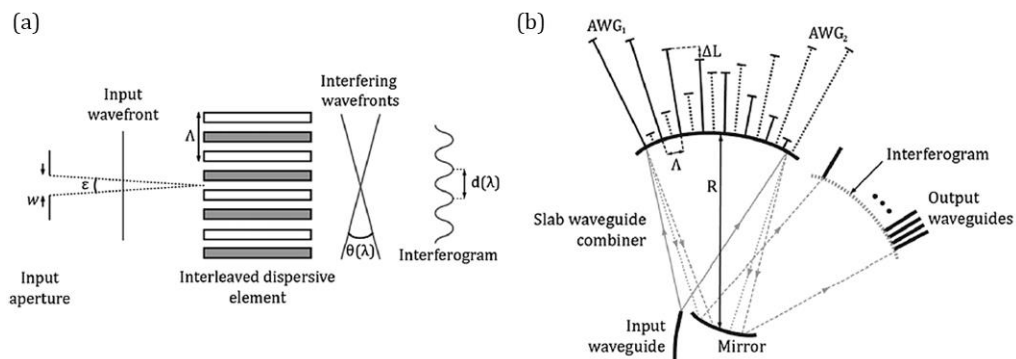 (a)
Input
wavefront
Interfering
wavefronts
Λ
ε
w
d(λ)
θ(λ)
Interferogram
Input
aperture
Interleaved dispersive
element
(b)
AWG₁
ΔL
AWG₂
Λ
R
Interferogram
Output
waveguides
Slab waveguide
combiner
Input
waveguide
Mirror